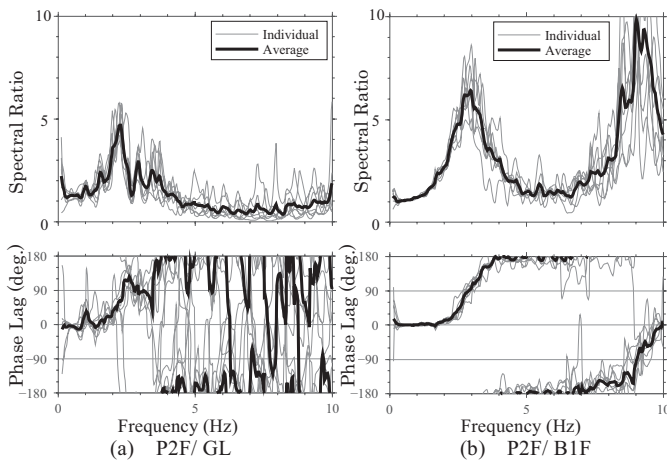 10
5
0
Spectral Ratio
Individual
Average
180
90
0
−90
−180
Phase Lag (deg.)
0
5
10
Frequency (Hz)
(a) P2F/ GL
10
5
0
Spectral Ratio
Individual
Average
180
90
0
−90
−180
Phase Lag (deg.)
0
5
10
Frequency (Hz)
(b) P2F/ B1F